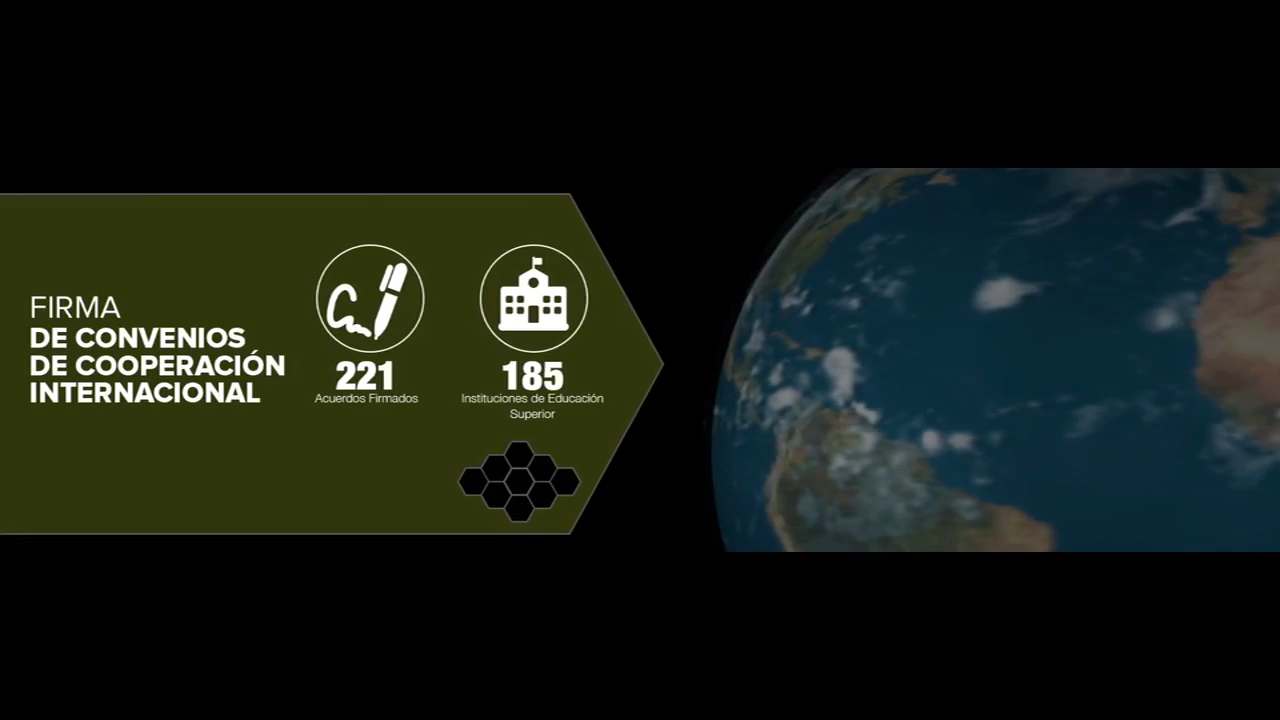 FIRMA
DE CONVENIOS
DE COOPERACIÓN
INTERNACIONAL
221
Acuerdos Firmados
185
Instituciones de Educación
Superior